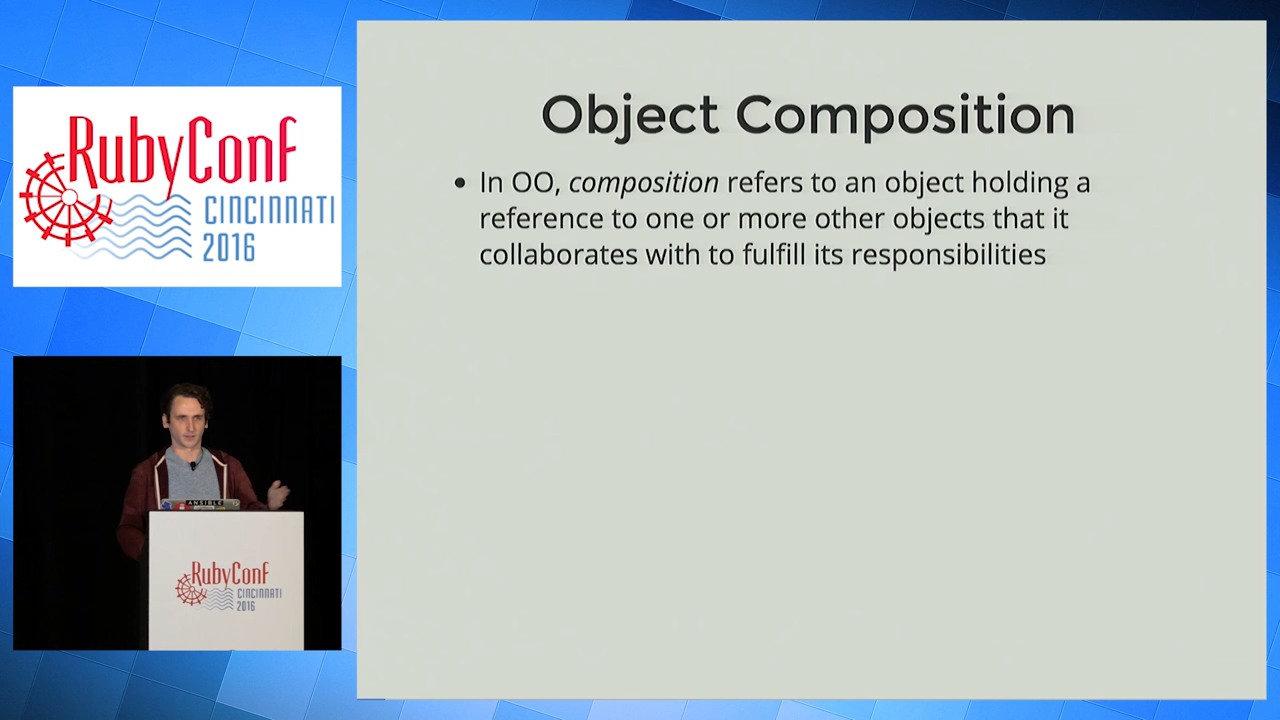 RubyConf
CINCINNATI
2016
Object Composition
• In OO, composition refers to an object holding a
reference to one or more other objects that it
collaborates with to fulfill its responsibilities
ANSIBLE
RubyConf
CINCINNATI
2016